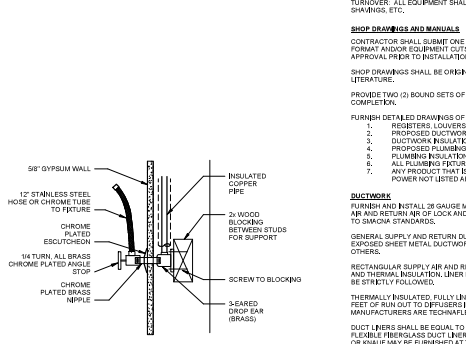 TURNOVER: ALL EQUIPMENT SHAL
SHAVINGS, ETC.
SHOP DRAWINGS AND MANUALS
CONTRACTOR SHALL SUBMIT ONE
FORMAT AND/OR EQUIPMENT CUTS
APPROVAL PRIOR TO INSTALLATIO
SHOP DRAWINGS SHALL BE ORIGIN
LITERATURE.
PROVIDE TWO (2) BOUND SETS OF
COMPLETION.
FURNISH DETAILED DRAWINGS OF
1. REGISTERS, LOUVERS
2. PROPOSED DUCTWOR
3. DUCTWORK INSULATIO
4. PROPOSED PLUMBING
5. PLUMBING INSULATION
6. ALL PLUMBING FIXTUR
7. ANY PRODUCT THAT IS
POWER NOT LISTED A
DUCTWORK
FURNISH AND INSTALL 26 GAUGE M
AIR AND RETURN AIR OF LOCK AND
TO SMACNA STANDARDS.
GENERAL SUPPLY AND RETURN DU
EXPOSED SHEET METAL DUCTWOR
OTHERS.
RECTANGULAR SUPPLY AIR AND RE
AND THERMAL INSULATION. LINER
BE STRICTLY FOLLOWED.
THERMALLY INSULATED, FULLY LIN
FEET OF RUN OUT TO DIFFUSERS I
MANUFACTURERS ARE TECHNAFLE
DUCT LINERS SHALL BE EQUAL TO
FLEXIBLE FIBERGLASS DUCT LINER
OR KNAUF MAY BE FURNISHED AT
5/8" GYPSUM WALL
12" STAINLESS STEEL
HOSE OR CHROME TUBE
TO FIXTURE
CHROME
PLATED
ESCUTCHEON
1/4 TURN, ALL BRASS
CHROME PLATED ANGLE
STOP
CHROME
PLATED BRASS
NIPPLE
INSULATED
COPPER
PIPE
2x WOOD
BLOCKING
BETWEEN STUDS
FOR SUPPORT
SCREW TO BLOCKING
3-EARED
DROP EAR
(BRASS)